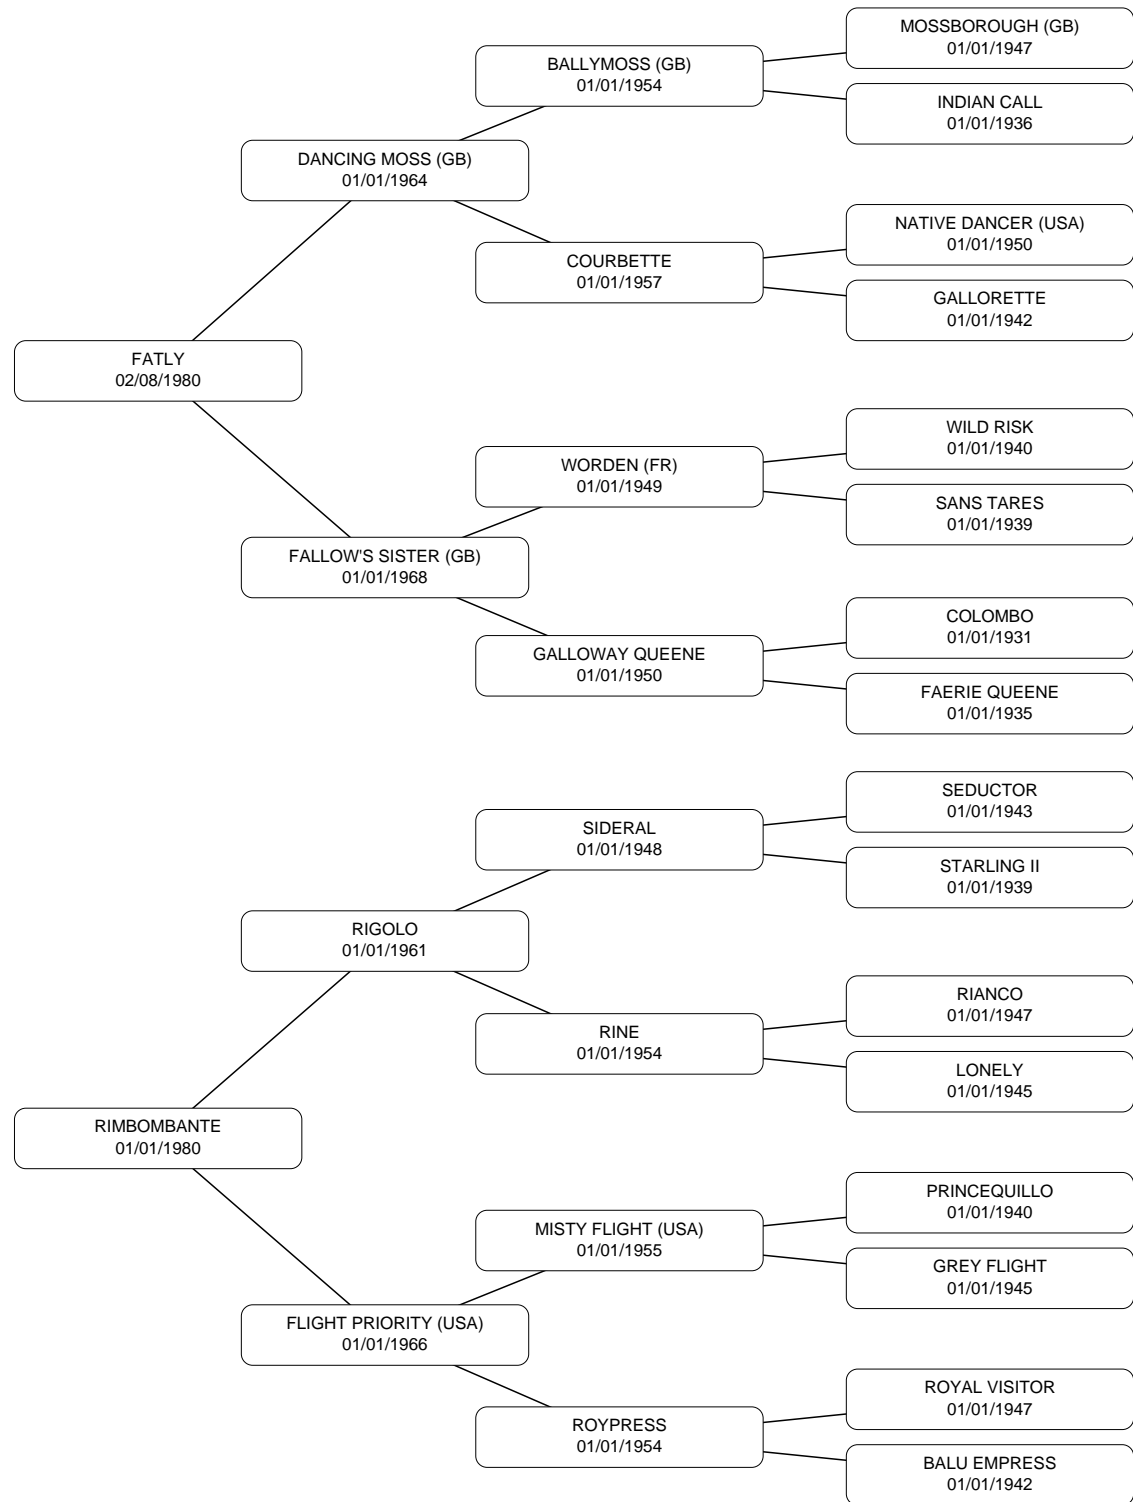 MOSSBOROUGH (GB)
01/01/1947
BALLYMOSS (GB)
01/01/1954
INDIAN CALL
01/01/1936
DANCING MOSS (GB)
01/01/1964
NATIVE DANCER (USA)
01/01/1950
COURBETTE
01/01/1957
GALLORETTE
01/01/1942
FATLY
02/08/1980
WILD RISK
01/01/1940
WORDEN (FR)
01/01/1949
SANS TARES
01/01/1939
FALLOW'S SISTER (GB)
01/01/1968
COLOMBO
01/01/1931
GALLOWAY QUEENE
01/01/1950
FAERIE QUEENE
01/01/1935
SEDUCTOR
01/01/1943
SIDERAL
01/01/1948
STARLING II
01/01/1939
RIGOLO
01/01/1961
RIANCO
01/01/1947
RINE
01/01/1954
LONELY
01/01/1945
RIMBOMBANTE
01/01/1980
PRINCEQUILLO
01/01/1940
MISTY FLIGHT (USA)
01/01/1955
GREY FLIGHT
01/01/1945
FLIGHT PRIORITY (USA)
01/01/1966
ROYAL VISITOR
01/01/1947
ROYPRESS
01/01/1954
BALU EMPRESS
01/01/1942